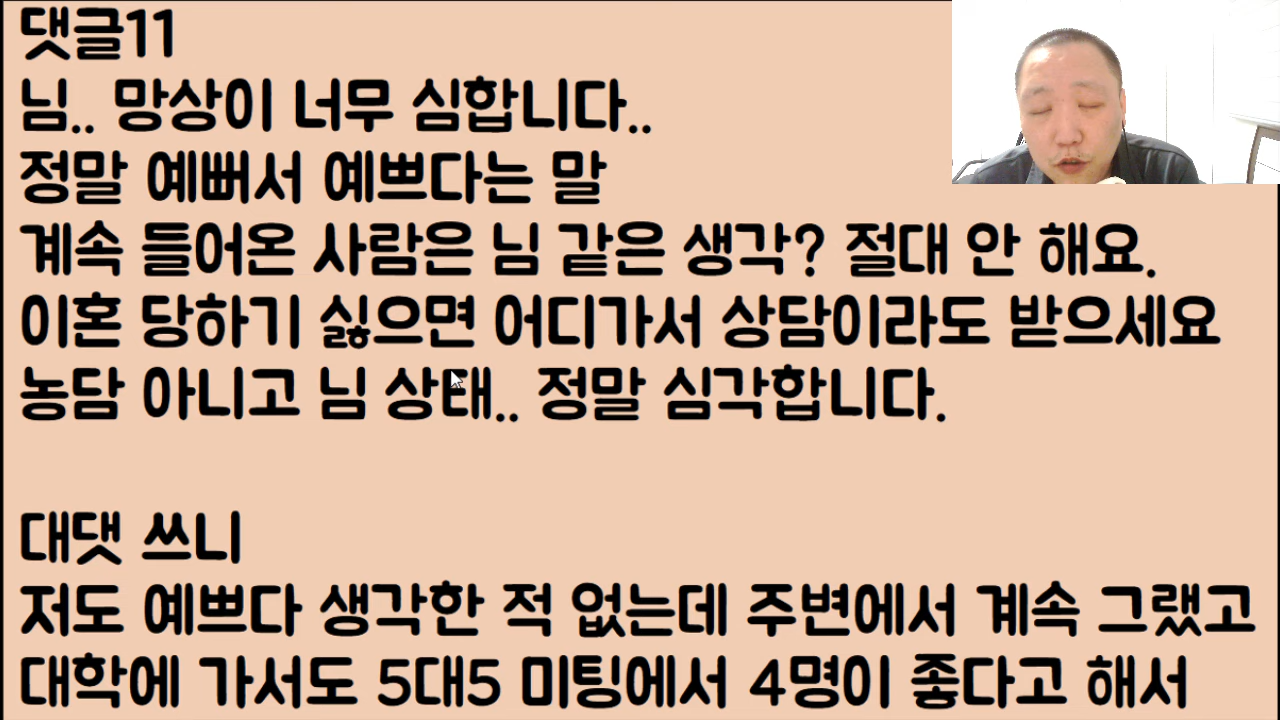 댓글11
님.. 망상이 너무 심합니다..
정말 예뻐서 예쁘다는 말
계속 들어온 사람은 님 같은 생각? 절대 안 해요.
이혼 당하기 싫으면 어디가서 상담이라도 받으세요
농담 아니고 님 상태.. 정말 심각합니다.
대댓 쓰니
저도 예쁘다 생각한 적 없는데 주변에서 계속 그랬고
대학에 가서도 5대5 미팅에서 4명이 좋다고 해서